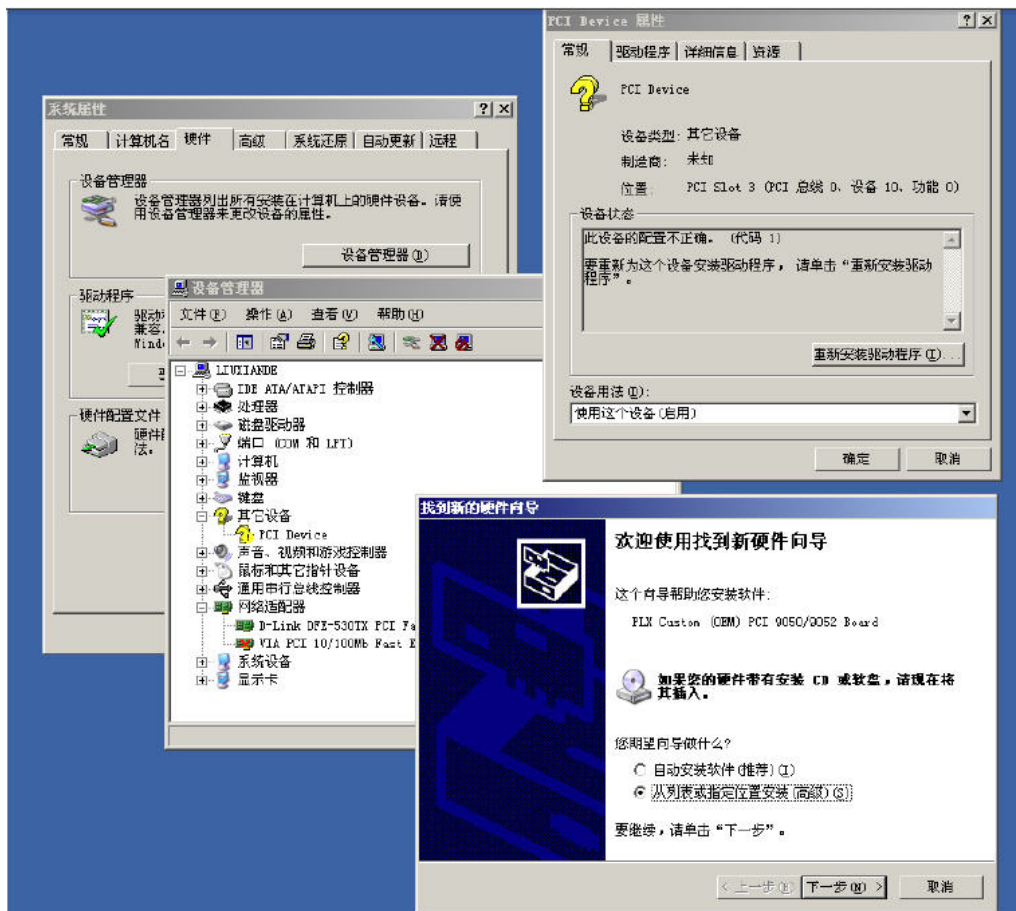 系统属性
常规
计算机名
硬件
高级
系统还原
自动更新
远程
设备管理器
设备管理器列出所有安装在计算机上的硬件设备。请使
用设备管理器来更改设备的属性。
设备管理器(D)
驱动程序
兼容.
硬件配置文件
法。
设备管理器
文件(F) 操作(A) 查看(V) 帮助(H)
LIUXIANDE
IDE ATA/ATAPI 控制器
处理器
磁盘驱动器
端口 (COM 和 LPT)
计算机
监视器
键盘
其它设备
PCI Device
声音、视频和游戏控制器
鼠标和其它指针设备
通用串行总线控制器
网络适配器
D-Link DFE-530TX PCI Fa
VIA PCI 10/100Mb Fast E
系统设备
显示卡
PCI Device 属性
常规
驱动程序
详细信息
资源
PCI Device
设备类型: 其它设备
制造商: 未知
位置: PCI Slot 3 (PCI 总线 0、设备 10、功能 0)
设备状态
此设备的配置不正确。 (代码 1)
要重新为这个设备安装驱动程序, 请单击“重新安装驱动
程序”。
重新安装驱动程序(I)...
设备用法(D):
使用这个设备(启用)
确定
取消
找到新的硬件向导
欢迎使用找到新硬件向导
这个向导帮助您安装软件:
PLX Custom (OEM) PCI 9050/9052 Board
如果您的硬件带有安装 CD 或软盘,请现在将
其插入。
您期望向导做什么?
自动安装软件(推荐)(I)
从列表或指定位置安装(高级)(S)
要继续,请单击“下一步”。
< 上一步(B)
下一步(N) >
取消